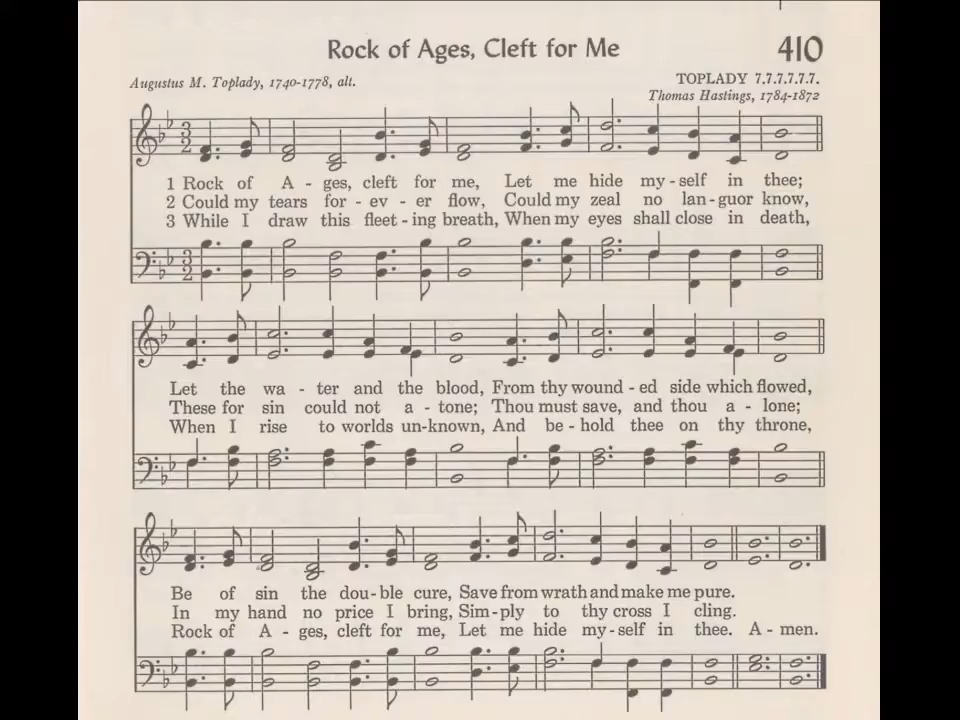 Rock of Ages, Cleft for Me 410
Augustus M. Toplady, 1740-1778, alt.
TOPLADY 7.7.7.7.7.7.
Thomas Hastings, 1784-1872
3
2
1 Rock of A - ges, cleft for me, Let me hide my - self in thee;
2 Could my tears for - ev - er flow, Could my zeal no lan - guor know,
3 While I draw this fleet - ing breath, When my eyes shall close in death,
3
2
Let the wa - ter and the blood, From thy wound - ed side which flowed,
These for sin could not a - tone; Thou must save, and thou a - lone;
When I rise to worlds un-known, And be - hold thee on thy throne,
Be of sin the dou - ble cure, Save from wrath and make me pure.
In my hand no price I bring, Sim - ply to thy cross I cling.
Rock of A - ges, cleft for me, Let me hide my - self in thee. A - men.